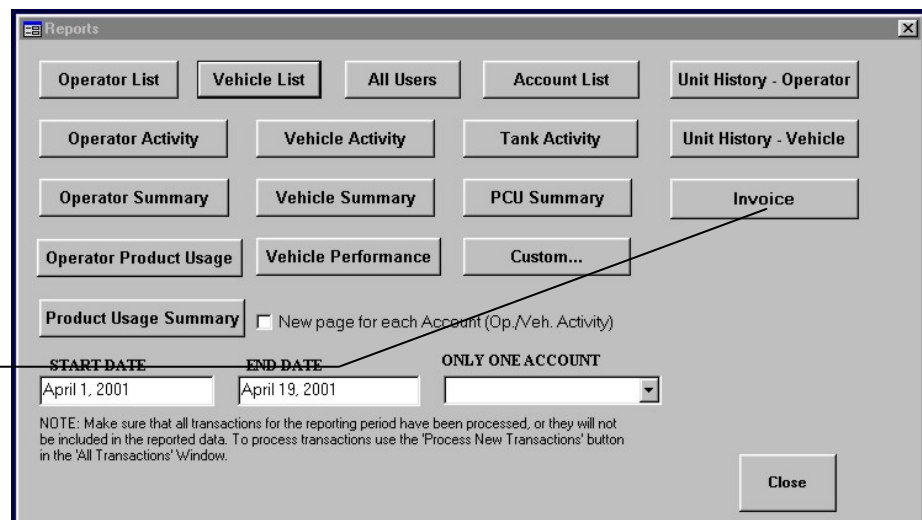 Reports
Operator List Vehicle List All Users Account List Unit History - Operator
Operator Activity Vehicle Activity Tank Activity Unit History - Vehicle
Operator Summary Vehicle Summary PCU Summary Invoice
Operator Product Usage Vehicle Performance Custom...
Product Usage Summary New page for each Account (Op./Veh. Activity)
START DATE END DATE ONLY ONE ACCOUNT
April 1, 2001 April 19, 2001
NOTE: Make sure that all transactions for the reporting period have been processed, or they will not
be included in the reported data. To process transactions use the 'Process New Transactions' button
in the 'All Transactions' Window.
Close